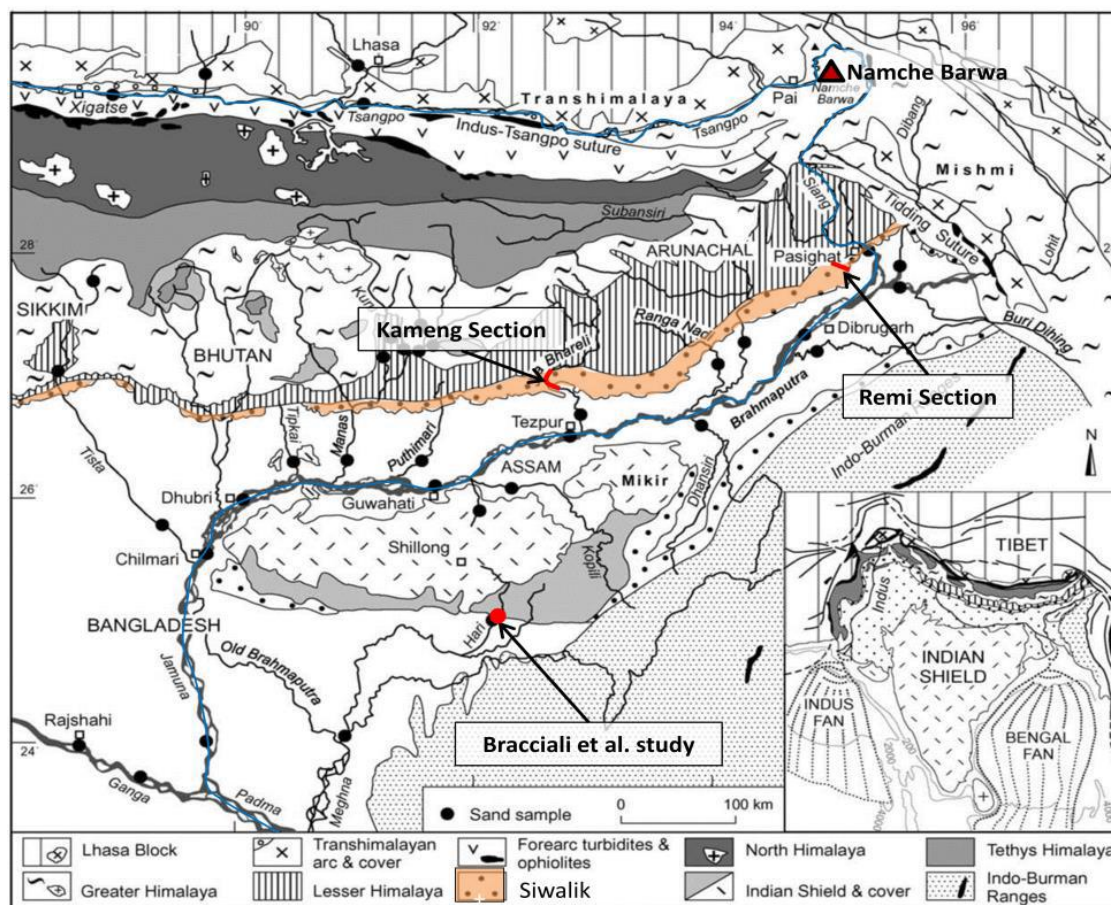 90
92
94
96
Lhasa
Namche Barwa
Pai
Namche
Barwa
Xigatse
Tsangpo
Transhimalaya
Indus-Tsangpo suture
Tsangpo
Dibang
Mishmi
Siang
Tidding Suture
Lohit
Subansiri
28
ARUNACHAL
Pasighat
SIKKIM
Kameng Section
Ranga Nadi
Buri Dihing
BHUTAN
Bhareli
Dibrugarh
Remi Section
Tista
Tipkai
Manas
Puthimari
Tezpur
Brahmaputra
Indo-Burman
N
ASSAM
Mikir
Dhansiri
26
Dhubri
Guwahati
Shillong
Kopili
Chilmari
TIBET
Indus
BANGLADESH
Hari
INDIAN
SHIELD
Old Brahmaputra
Jamuna
INDUS
FAN
BENGAL
FAN
Rajshahi
Bracciali et al. study
24
200
2000
4000
Ganga
Padma
Meghna
Sand sample
0
100 km
Lhasa Block
Transhimalayan
arc & cover
Forearc turbidites &
ophiolites
North Himalaya
Tethys Himalaya
Greater Himalaya
Lesser Himalaya
Siwalik
Indian Shield & cover
Indo-Burman
Ranges